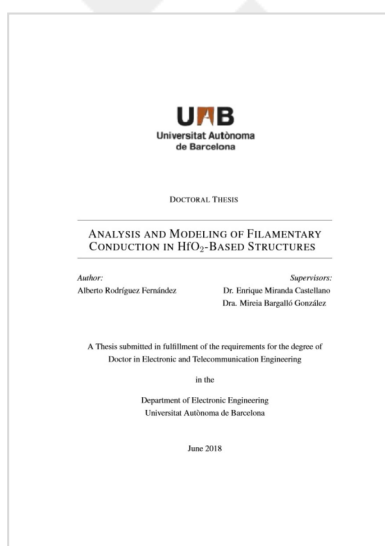 UAB
Universitat Autònoma
de Barcelona
DOCTORAL THESIS
ANALYSIS AND MODELING OF FILAMENTARY
CONDUCTION IN HfO₂-BASED STRUCTURES
Author:
Alberto Rodríguez Fernández
Supervisors:
Dr. Enrique Miranda Castellano
Dra. Mireia Bargalló González
A Thesis submitted in fulfillment of the requirements for the degree of
Doctor in Electronic and Telecommunication Engineering
in the
Department of Electronic Engineering
Universitat Autònoma de Barcelona
June 2018